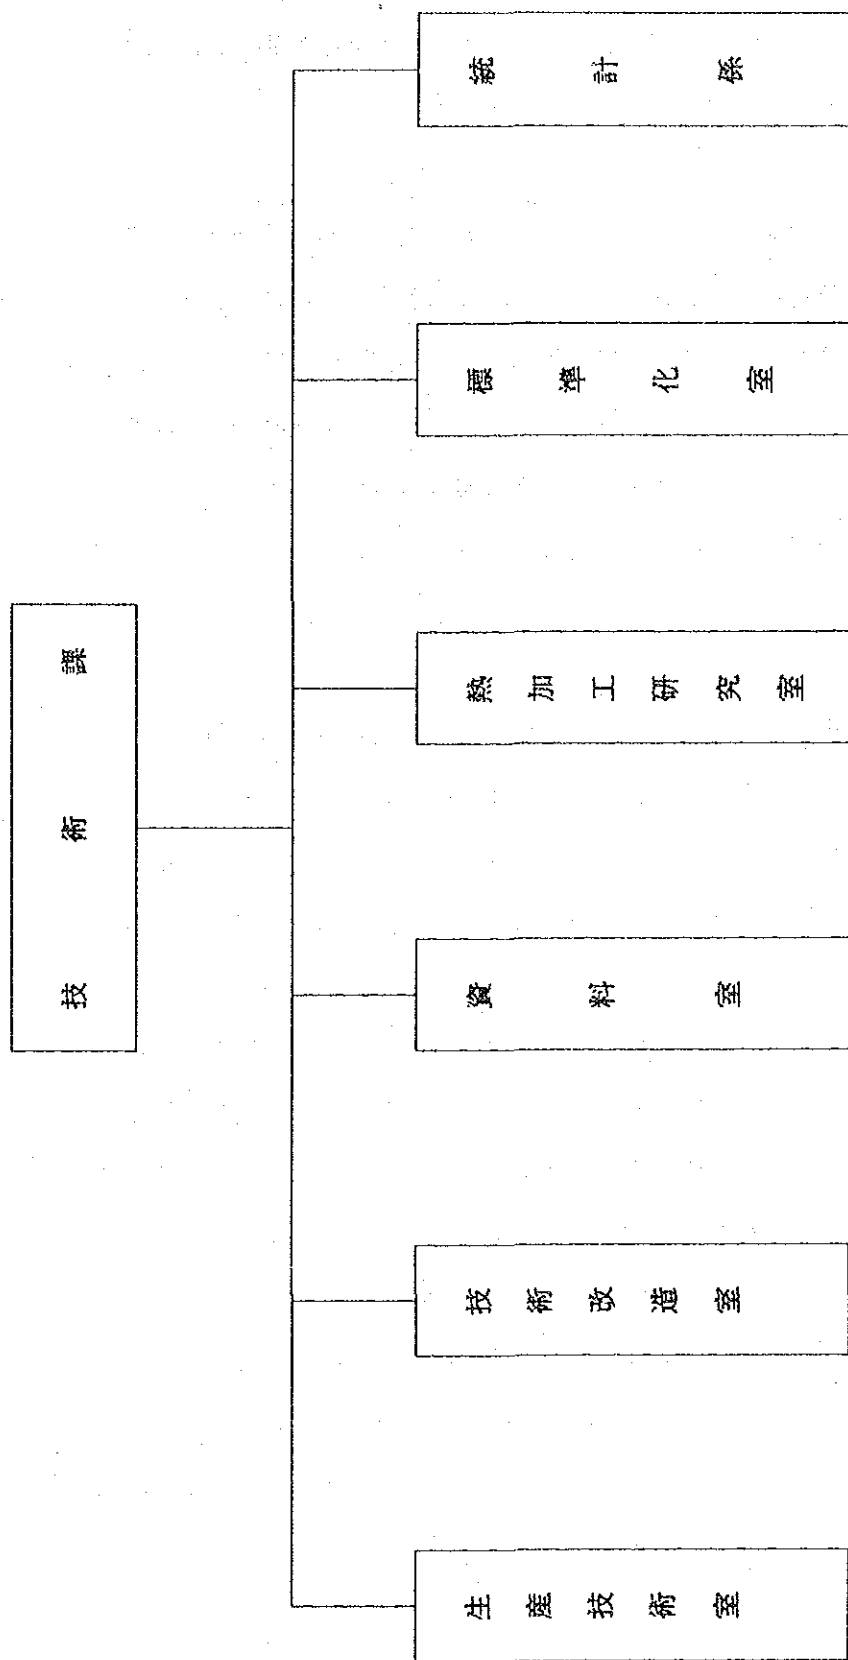 技術課
生産技術室
技術改造室
資料室
熱加工研究室
標準化室
統計係